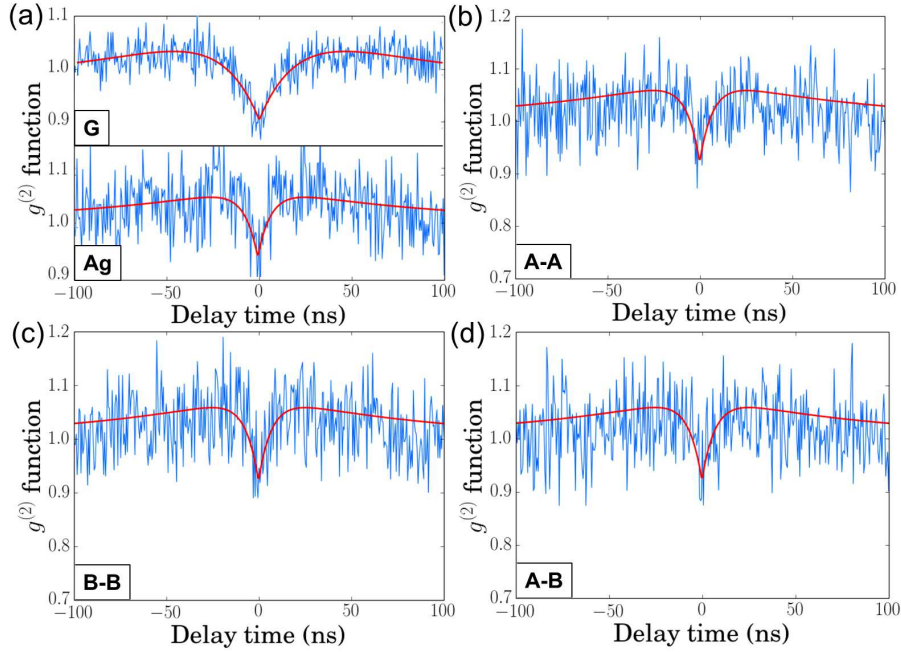 (a)
1.1
1.0
0.9
G
g(2) function
1.1
1.0
0.9
Ag
−100 −50 0 50 100
Delay time (ns)
(b)
1.2
1.1
1.0
0.9
0.8
0.7
g(2) function
A-A
−100 −50 0 50 100
Delay time (ns)
(c)
1.2
1.1
1.0
0.9
0.8
0.7
g(2) function
B-B
−100 −50 0 50 100
Delay time (ns)
(d)
1.2
1.1
1.0
0.9
0.8
0.7
g(2) function
A-B
−100 −50 0 50 100
Delay time (ns)